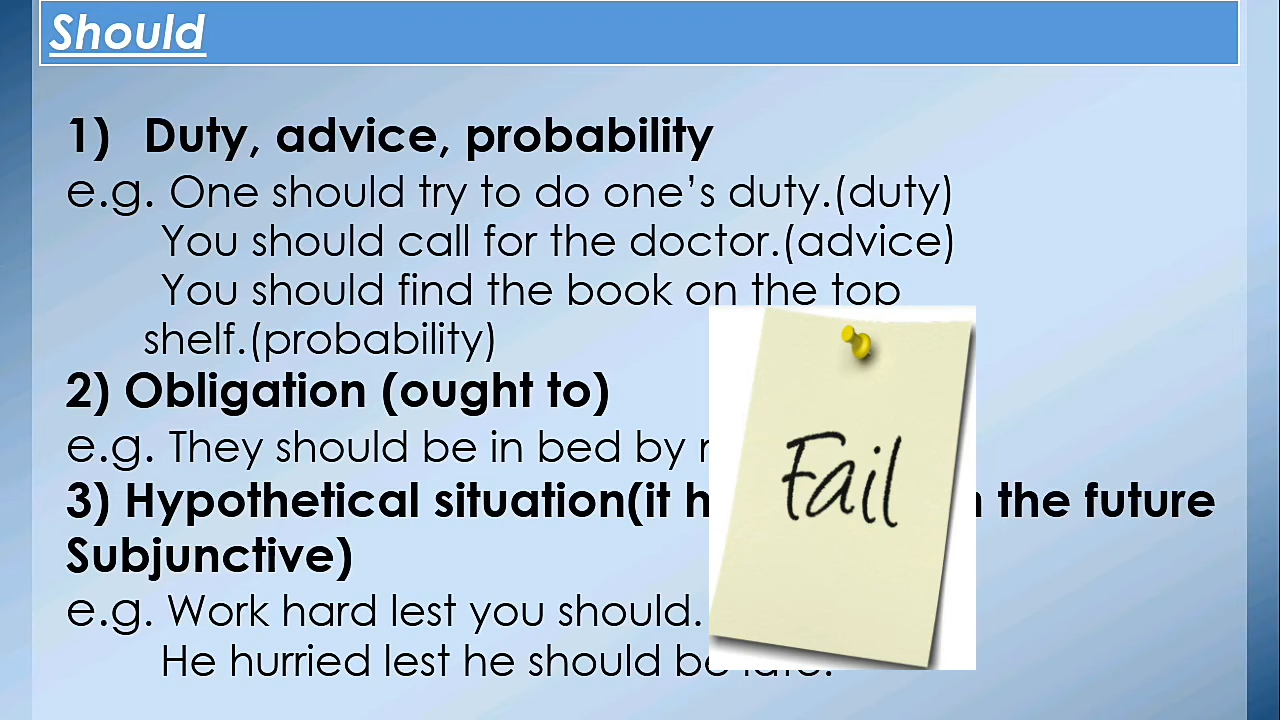 Should
1) Duty, advice, probability
e.g. One should try to do one’s duty.(duty)
You should call for the doctor.(advice)
You should find the book on the top
shelf.(probability)
2) Obligation (ought to)
e.g. They should be in bed by
3) Hypothetical situation(it the future
Subjunctive)
e.g. Work hard lest you should.
He hurried lest he should be late.
Fail